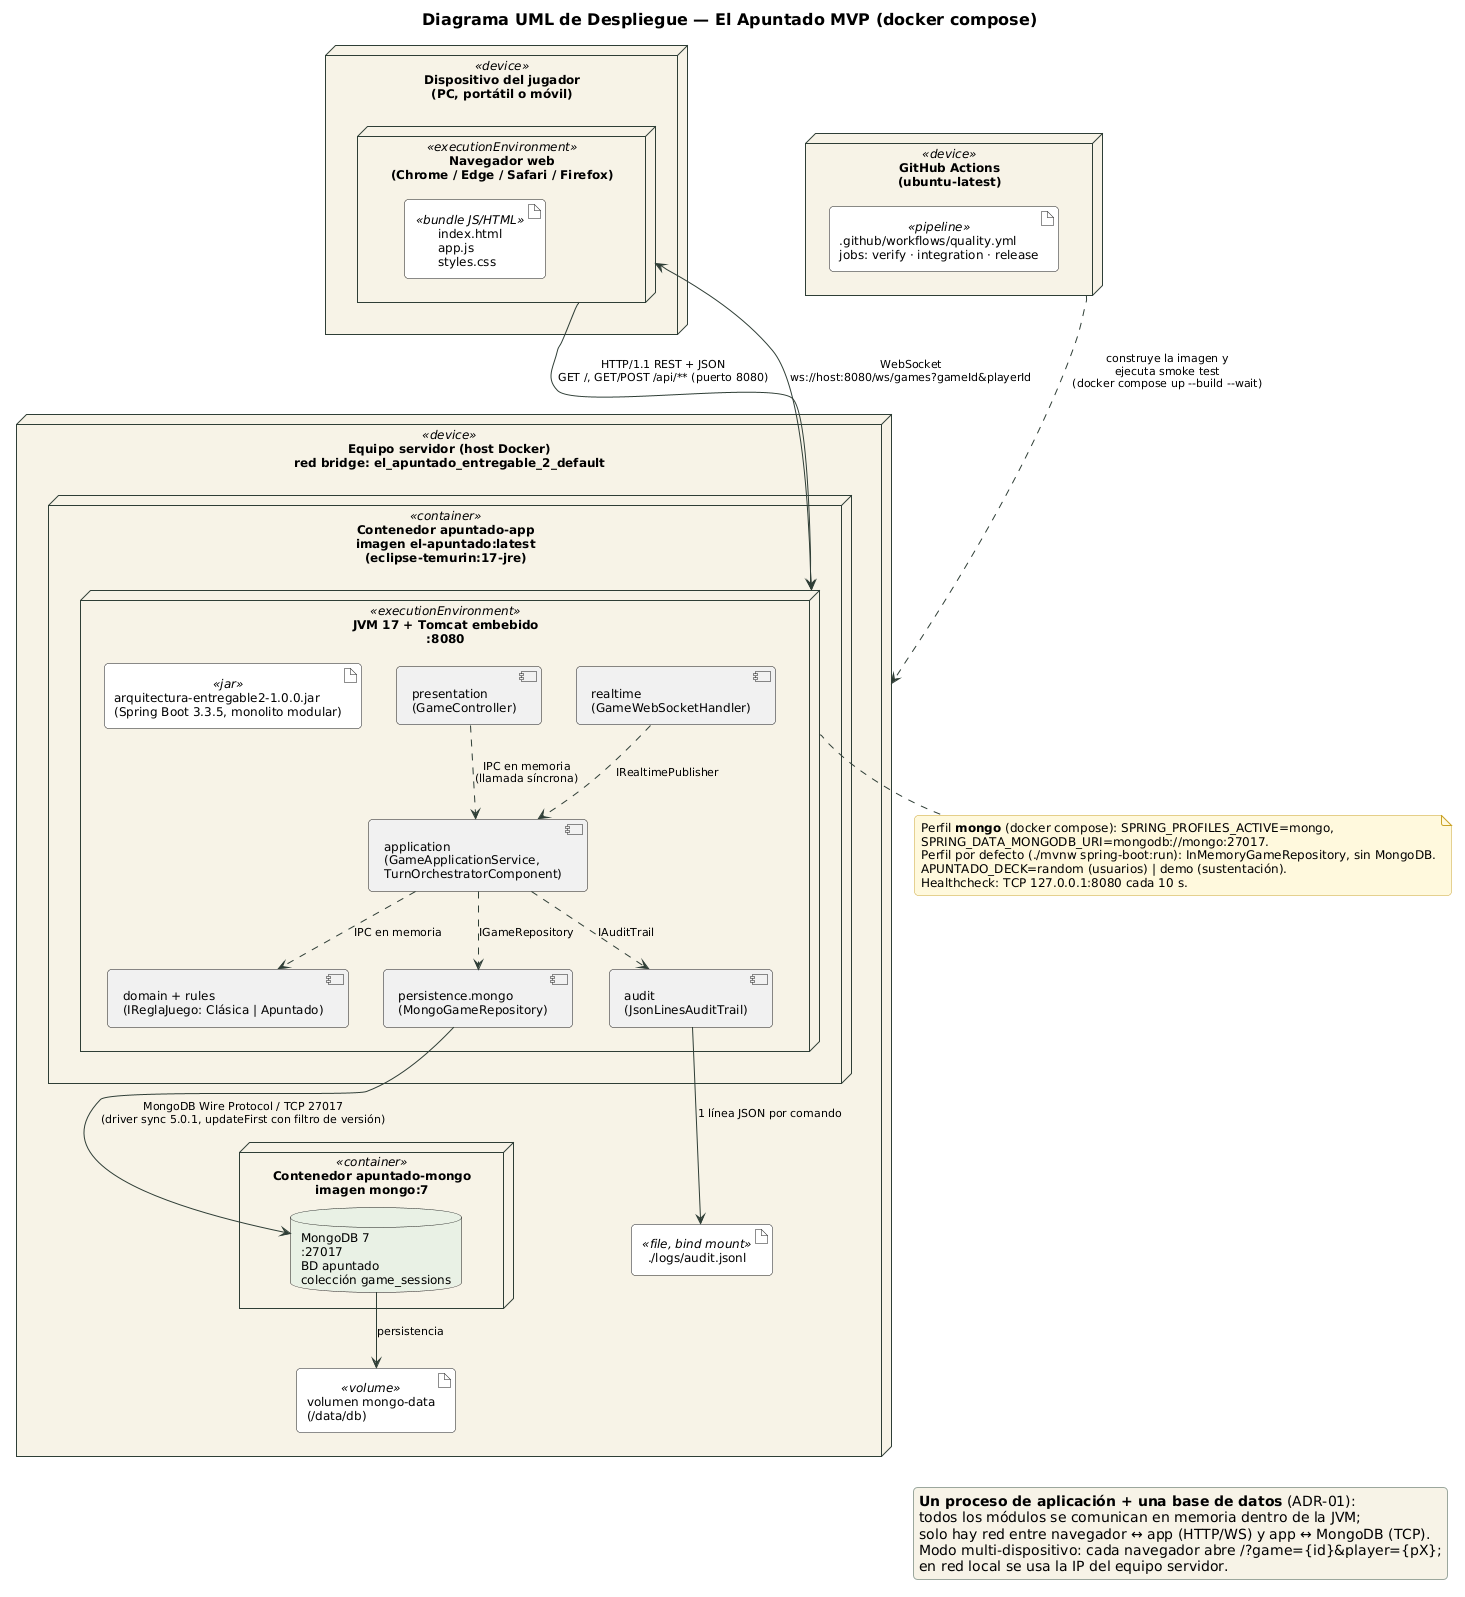 Diagrama UML de Despliegue — El Apuntado MVP (docker compose)
«device»
Dispositivo del jugador
(PC, portátil o móvil)
«executionEnvironment»
Navegador web
(Chrome / Edge / Safari / Firefox)
«bundle JS/HTML»
index.html
app.js
styles.css
«device»
GitHub Actions
(ubuntu-latest)
«pipeline»
.github/workflows/quality.yml
jobs: verify · integration · release
HTTP/1.1 REST + JSON
GET /, GET/POST /api/** (puerto 8080)
WebSocket
ws://host:8080/ws/games?gameId&playerId
construye la imagen y
ejecuta smoke test
(docker compose up --build --wait)
«device»
Equipo servidor (host Docker)
red bridge: el_apuntado_entregable_2_default
«container»
Contenedor apuntado-app
imagen el-apuntado:latest
(eclipse-temurin:17-jre)
«executionEnvironment»
JVM 17 + Tomcat embebido
:8080
«jar»
arquitectura-entregable2-1.0.0.jar
(Spring Boot 3.3.5, monolito modular)
presentation
(GameController)
realtime
(GameWebSocketHandler)
IPC en memoria
(llamada síncrona)
IRealtimePublisher
application
(GameApplicationService,
TurnOrchestratorComponent)
IPC en memoria
IGameRepository
IAuditTrail
domain + rules
(IReglaJuego: Clásica | Apuntado)
persistence.mongo
(MongoGameRepository)
audit
(JsonLinesAuditTrail)
Perfil mongo (docker compose): SPRING_PROFILES_ACTIVE=mongo,
SPRING_DATA_MONGODB_URI=mongodb://mongo:27017.
Perfil por defecto (./mvnw spring-boot:run): InMemoryGameRepository, sin MongoDB.
APUNTADO_DECK=random (usuarios) | demo (sustentación).
Healthcheck: TCP 127.0.0.1:8080 cada 10 s.
MongoDB Wire Protocol / TCP 27017
(driver sync 5.0.1, updateFirst con filtro de versión)
1 línea JSON por comando
«container»
Contenedor apuntado-mongo
imagen mongo:7
MongoDB 7
:27017
BD apuntado
colección game_sessions
«file, bind mount»
./logs/audit.jsonl
persistencia
«volume»
volumen mongo-data
(/data/db)
Un proceso de aplicación + una base de datos (ADR-01):
todos los módulos se comunican en memoria dentro de la JVM;
solo hay red entre navegador ↔ app (HTTP/WS) y app ↔ MongoDB (TCP).
Modo multi-dispositivo: cada navegador abre /?game={id}&player={pX};
en red local se usa la IP del equipo servidor.